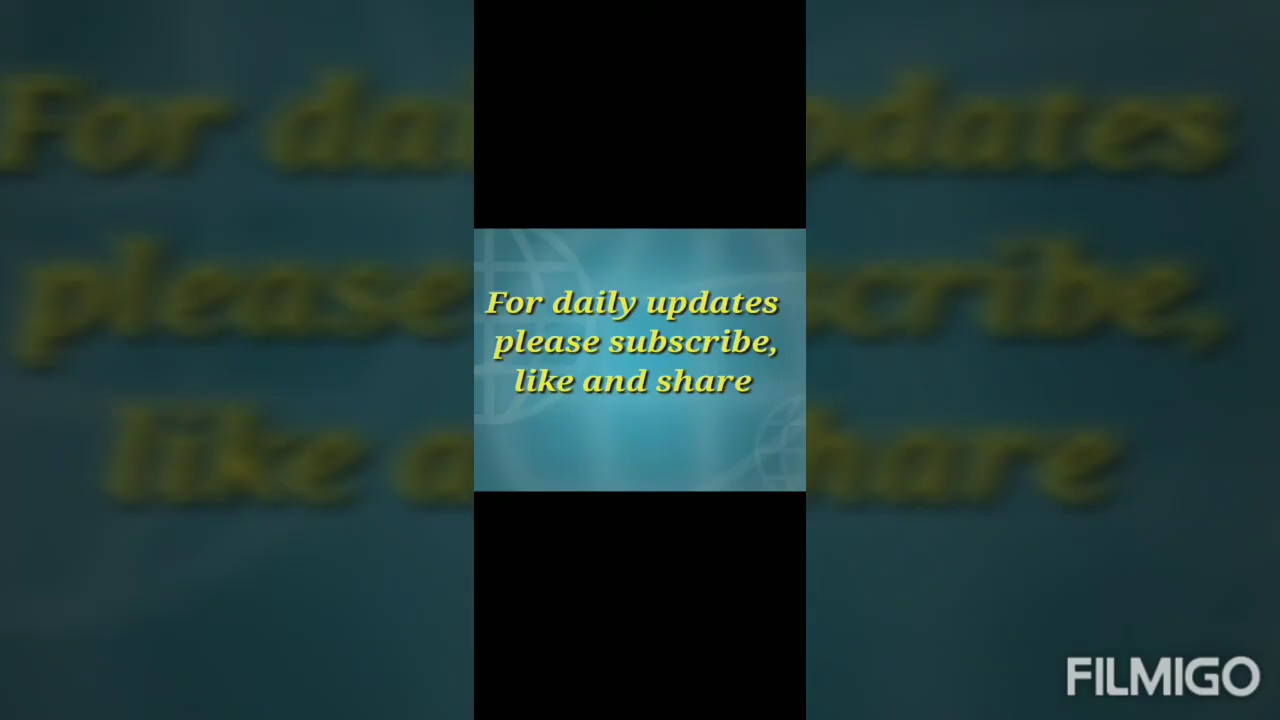 For daily updates
please subscribe,
like and share
FILMIGO